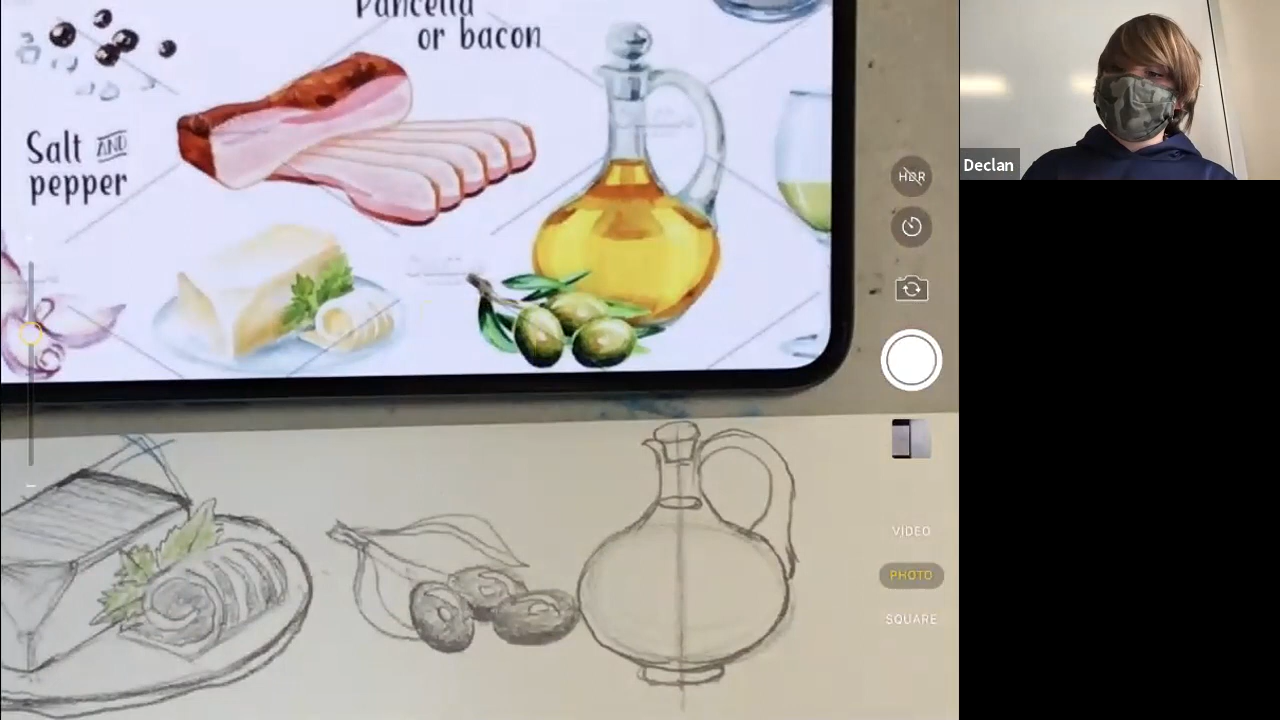 Pancetta
or bacon
Salt AND
pepper
HDR
VIDEO
PHOTO
SQUARE
Declan